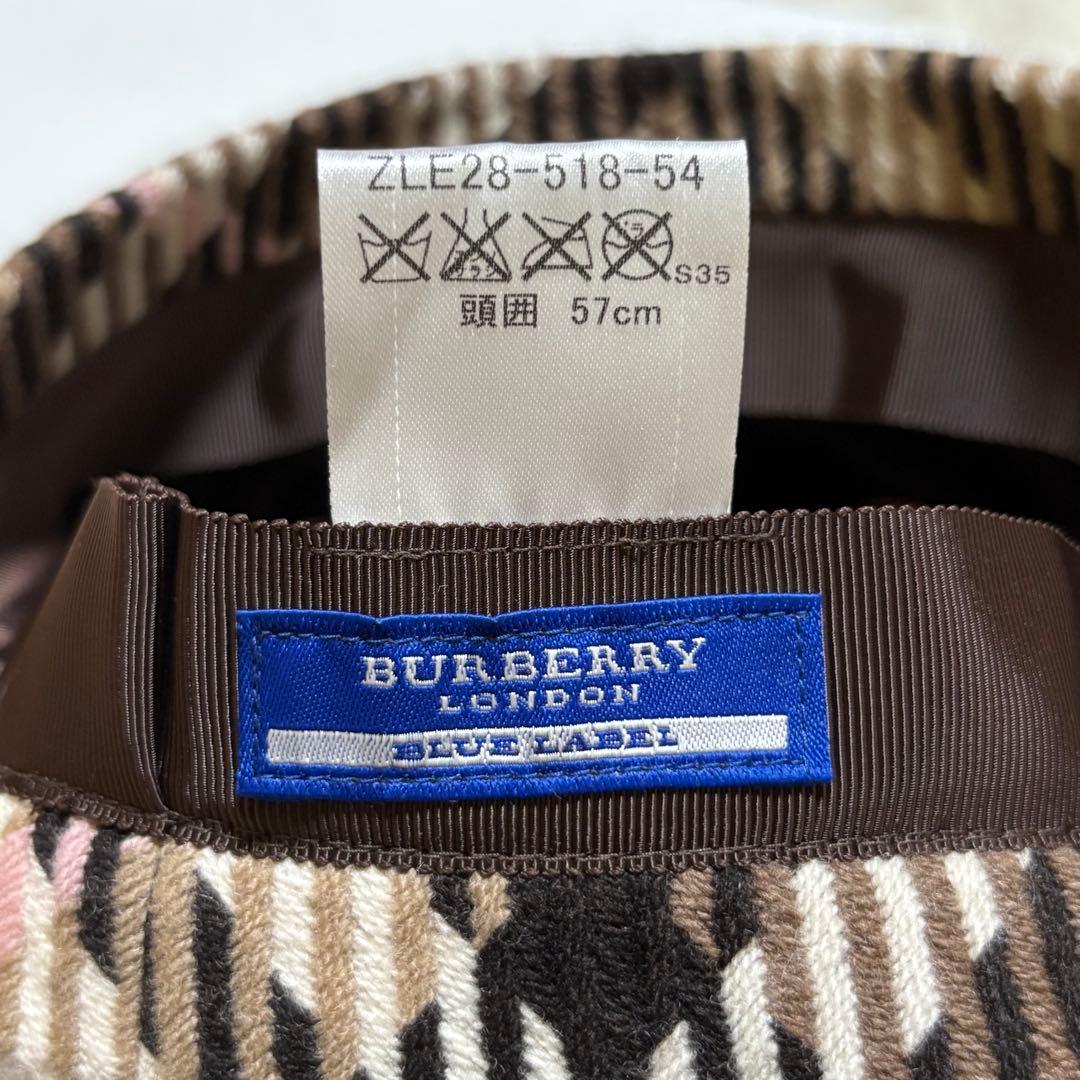 ZLE28-518-54
S35
頭囲 57cm
BURBERRY
LONDON
BLUE LABEL